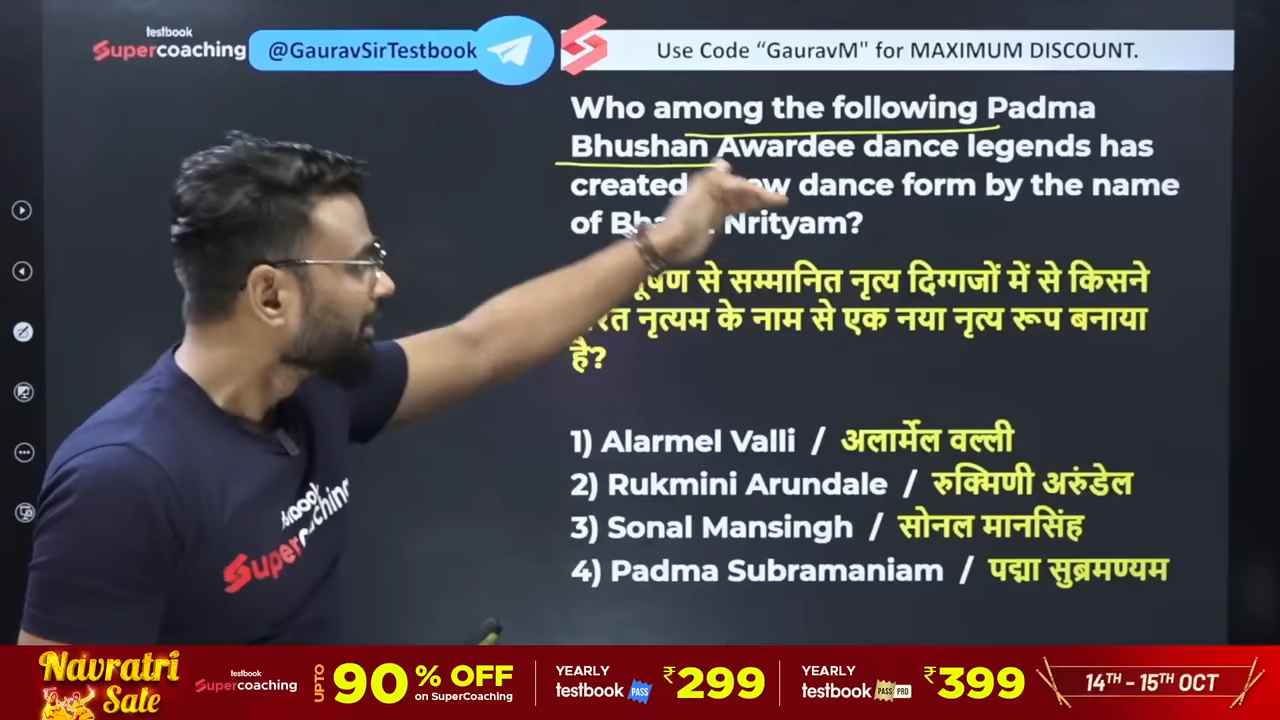 testbook
Supercoaching
@GauravSirTestbook
Use Code “GauravM" for MAXIMUM DISCOUNT.
Who among the following Padma
Bhushan Awardee dance legends has
created dance form by the name
of Nrityam?
से सम्मानित नृत्य दिग्गजों में से किसने
नृत्यम के नाम से एक नया नृत्य रूप बनाया
है?
1) Alarmel Valli / अलार्मेल वल्ली
2) Rukmini Arundale / रुक्मिणी अरुंडेल
3) Sonal Mansingh / सोनल मानसिंह
4) Padma Subramaniam / पद्मा सुब्रमण्यम
Navratri
Sale
testbook
Supercoaching
UPTO
90% OFF
on SuperCoaching
YEARLY
testbook PASS
₹299
YEARLY
testbook PASS PRO
₹399
14TH - 15TH OCT